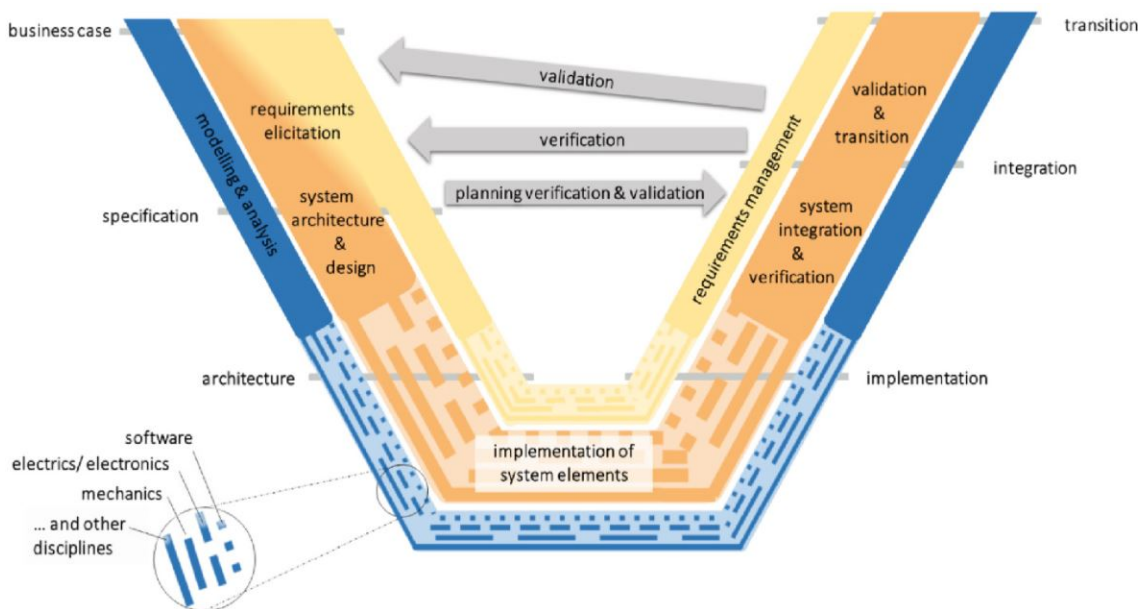 business case
transition
validation
requirements
elicitation
validation
&
transition
verification
modelling & analysis
requirements management
planning verification & validation
integration
specification
system
architecture
&
design
system
integration
&
verification
architecture
implementation
software
electrics/ electronics
mechanics
... and other
disciplines
implementation of
system elements